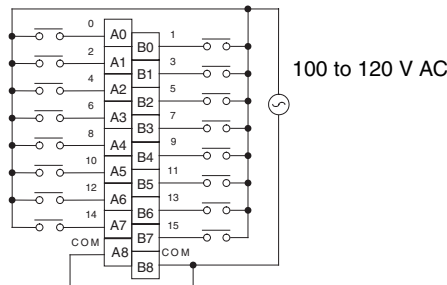 0 A0 B0 1
2 A1 B1 3
100 to 120 V AC
4 A2 B2 5
6 A3 B3 7
8 A4 B4 9
10 A5 B5 11
12 A6 B6 13
14 A7 B7 15
COM A8 B8 COM